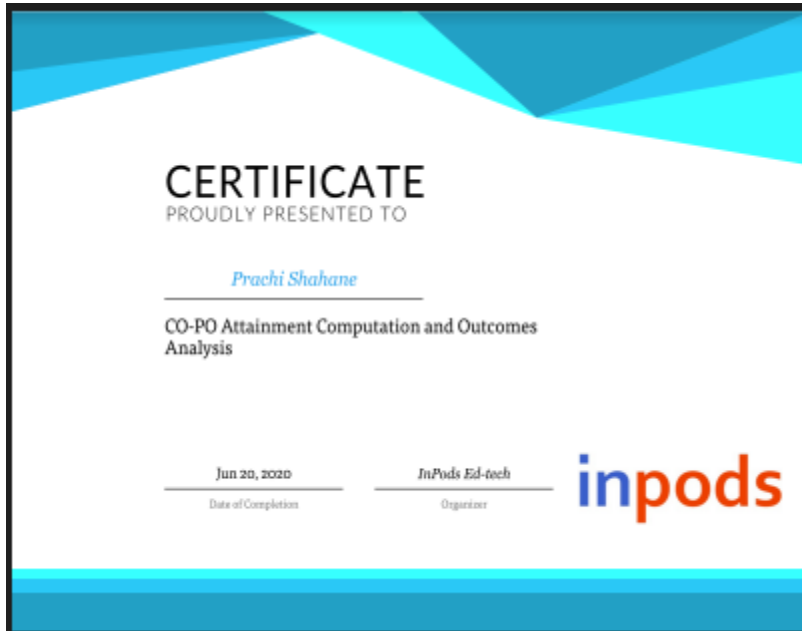 CERTIFICATE
PROUDLY PRESENTED TO
Prachi Shahane
CO-PO Attainment Computation and Outcomes
Analysis
Jun 20, 2020
InPods Ed-tech
Date of Completion
Organizer
inpods